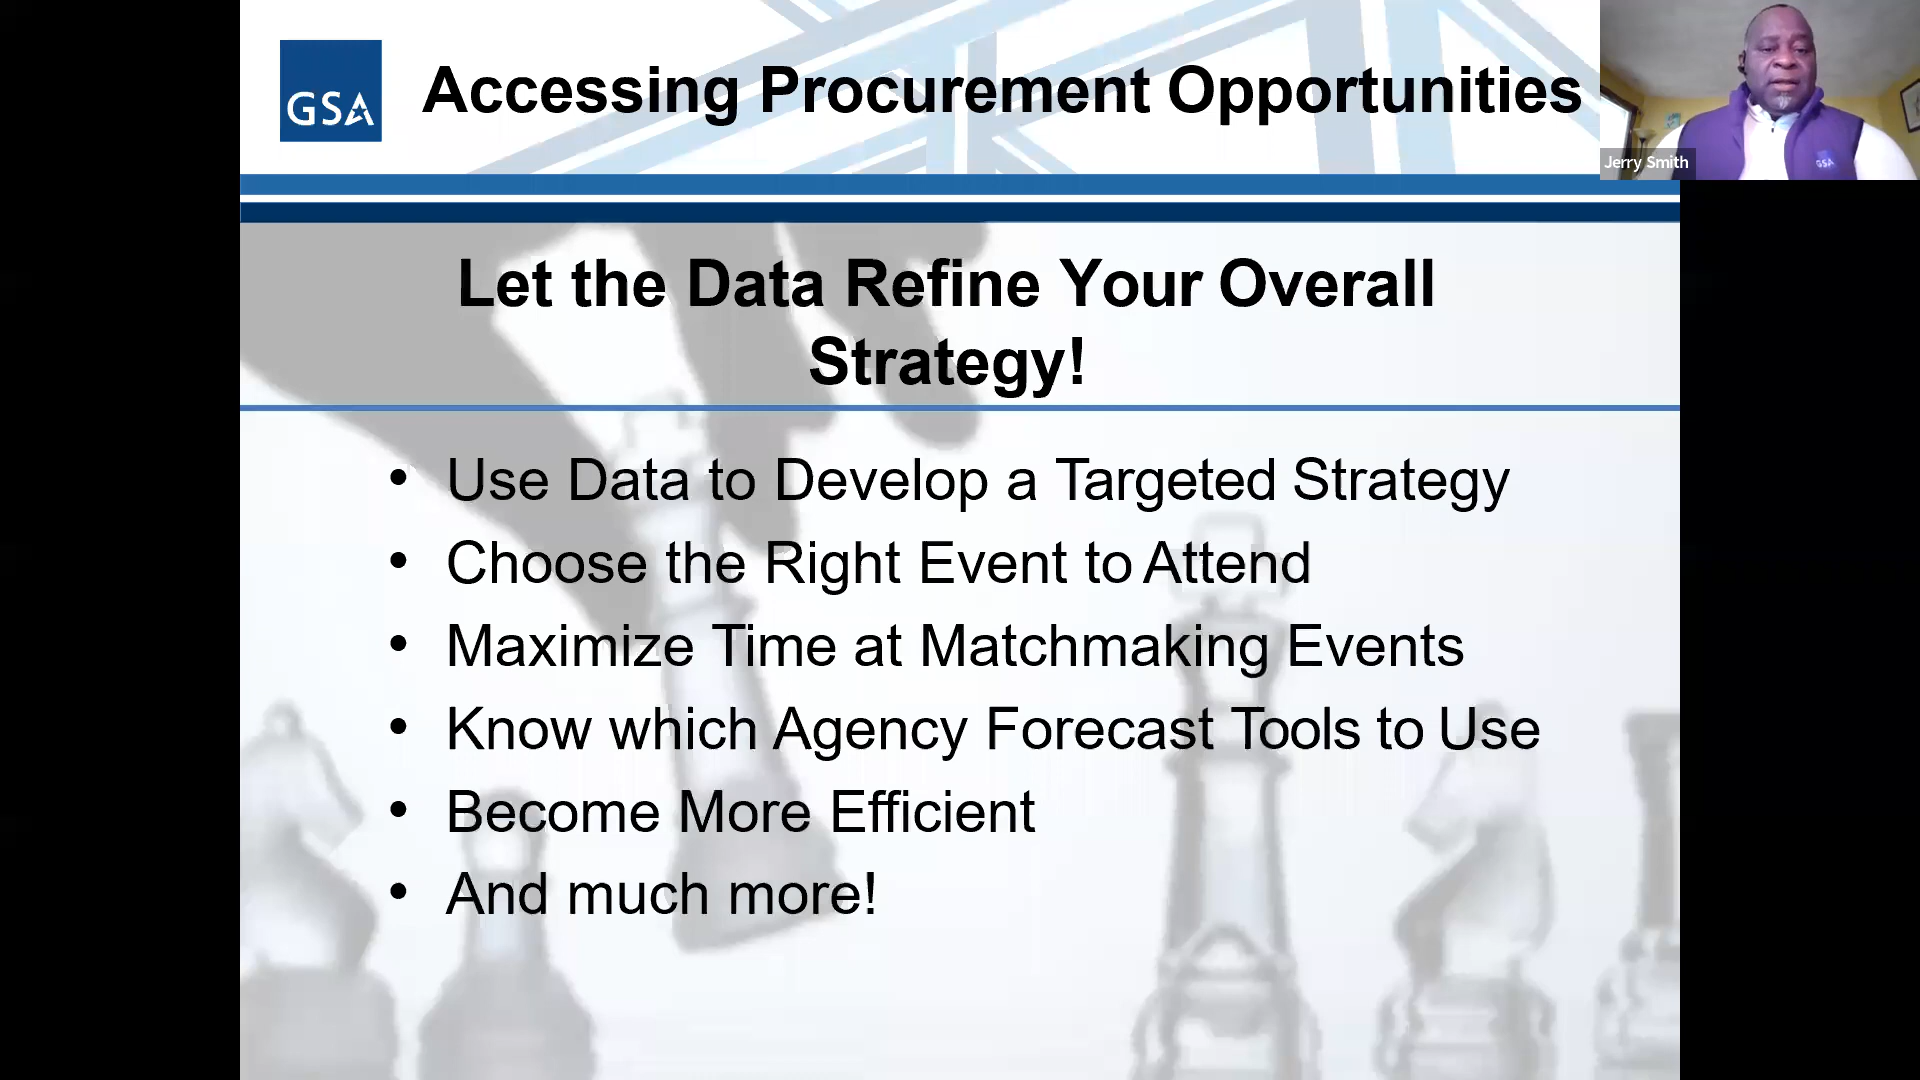 GSA
Accessing Procurement Opportunities
Jerry Smith
GSA
Let the Data Refine Your Overall
Strategy!
• Use Data to Develop a Targeted Strategy
• Choose the Right Event to Attend
• Maximize Time at Matchmaking Events
• Know which Agency Forecast Tools to Use
• Become More Efficient
• And much more!